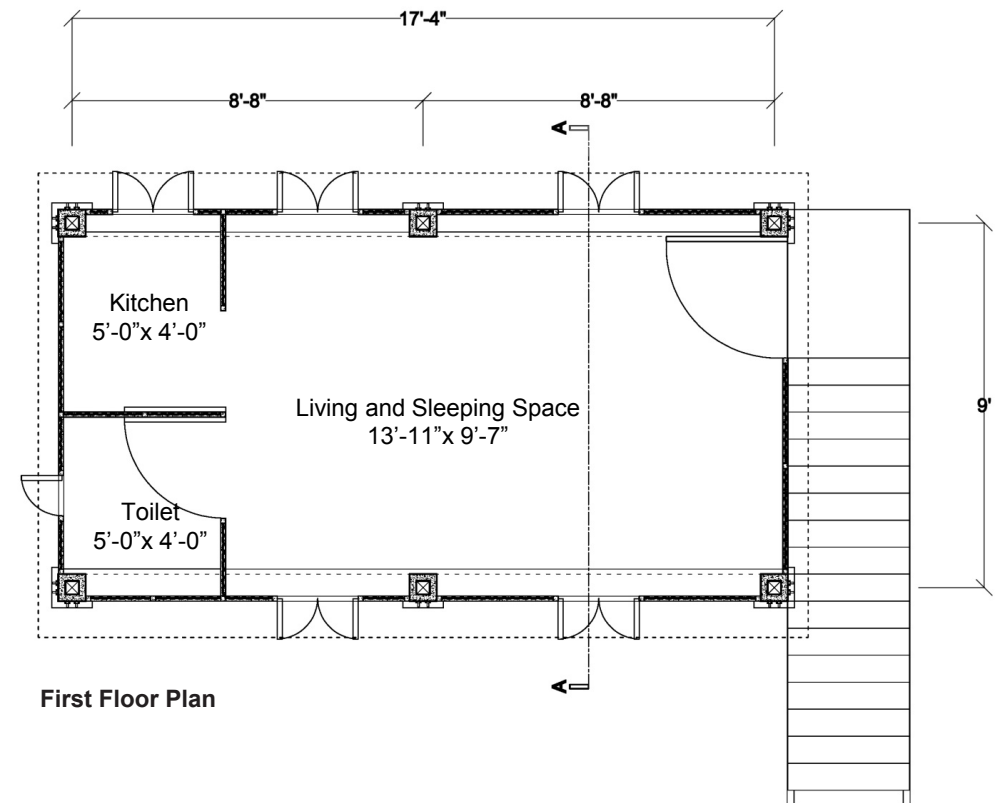 17'-4"
8'-8"
8'-8"
A
Kitchen
5’-0”x 4’-0”
Living and Sleeping Space
13’-11”x 9’-7”
9'
Toilet
5’-0”x 4’-0”
A
First Floor Plan